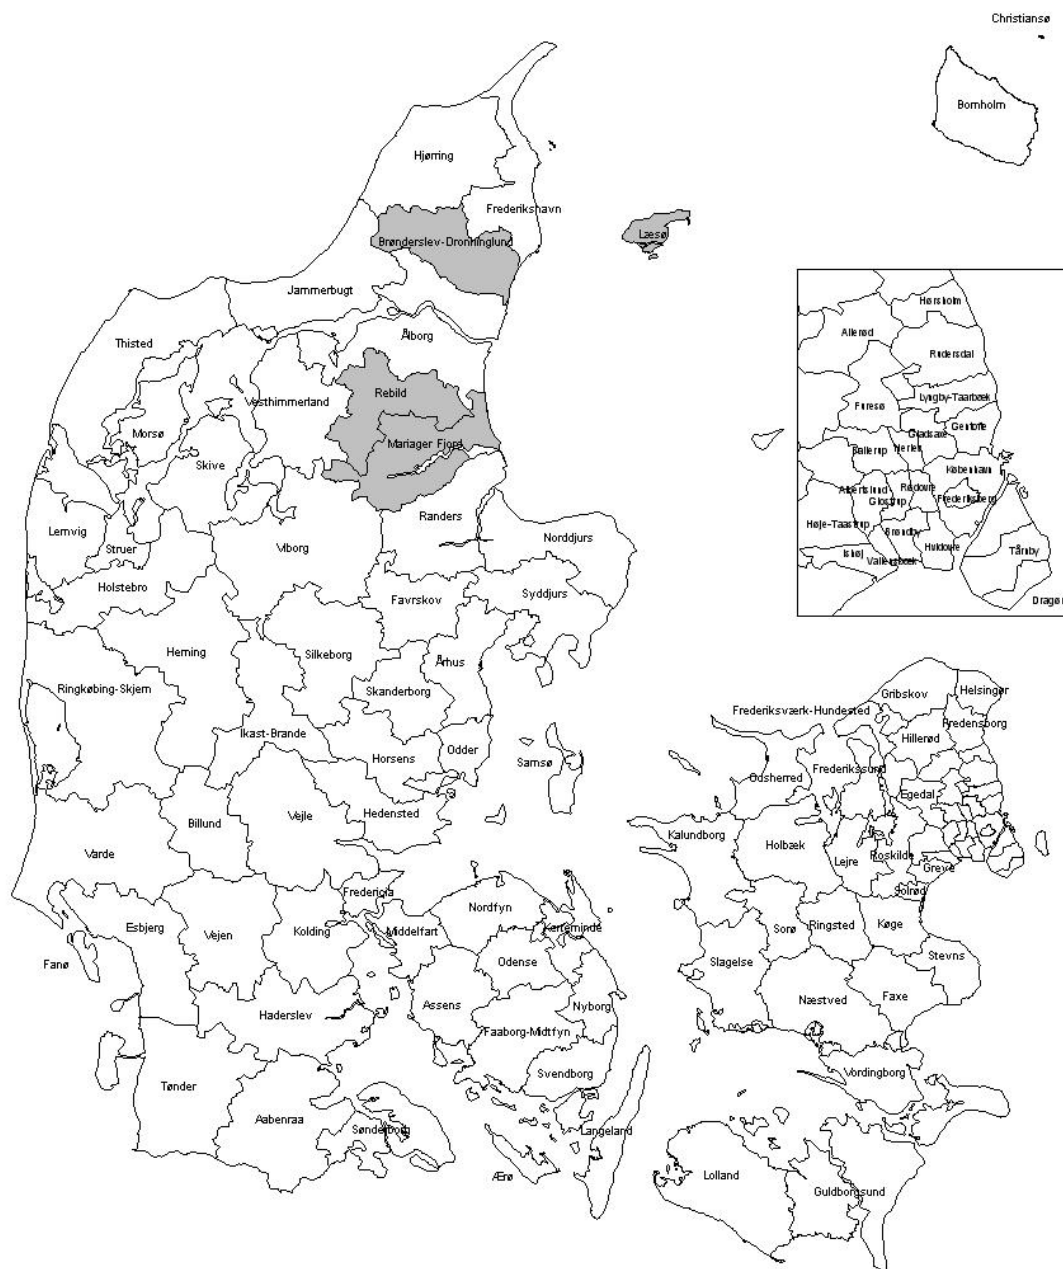 Christiansø
Bornholm
Hjørring
Frederikshavn
Brønderslev-Dronninglund
Læsø
Jammerbugt
Thisted
Ålborg
Rebild
Vesthimmerland
Morsø
Mariager Fjord
Skive
Lemvig
Struer
Viborg
Randers
Norddjurs
Holstebro
Favrskov
Syddjurs
Herning
Silkeborg
Århus
Ringkøbing-Skjern
Skanderborg
Ikast-Brande
Horsens
Odder
Samsø
Billund
Vejle
Hedensted
Varde
Fredericia
Esbjerg
Vejen
Kolding
Middelfart
Nordfyn
Kerteminde
Fanø
Odense
Haderslev
Assens
Nyborg
Faaborg-Midtfyn
Tønder
Svendborg
Aabenraa
Sønderborg
Langeland
Ærø
Hørsholm
Allerød
Rudersdal
Lyngby-Taarbæk
Furesø
Gentofte
Gladsaxe
Ballerup
Herlev
København
Albertslund
Rødovre
Glostrup
Frederiksberg
Høje-Taastrup
Brøndby
Hvidovre
Ishøj
Vallensbæk
Tårnby
Dragør
Gribskov
Helsingør
Frederiksværk-Hundested
Fredensborg
Hillerød
Odsherred
Frederikssund
Egedal
Kalundborg
Holbæk
Lejre
Roskilde
Greve
Solrød
Sorø
Ringsted
Køge
Slagelse
Stevns
Næstved
Faxe
Vordingborg
Lolland
Guldborgsund